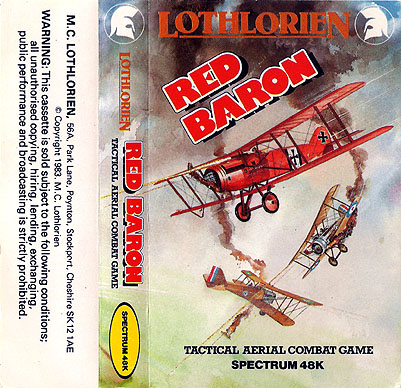 M.C. LOTHLORIEN, 56A, Park Lane, Poynton, Stockport, Cheshire SK12 1AE
© Copyright 1983, M. C. Lothlorien
WARNING: This cassette is sold subject to the following conditions;
all unauthorised copying, hiring, lending, exchanging,
public performance and broadcasting is strictly prohibited.
LOTHLORIEN
RED BARON
TACTICAL AERIAL COMBAT GAME
SPECTRUM 48K
LOTHLORIEN
RED
BARON
TACTICAL AERIAL COMBAT GAME
SPECTRUM 48K